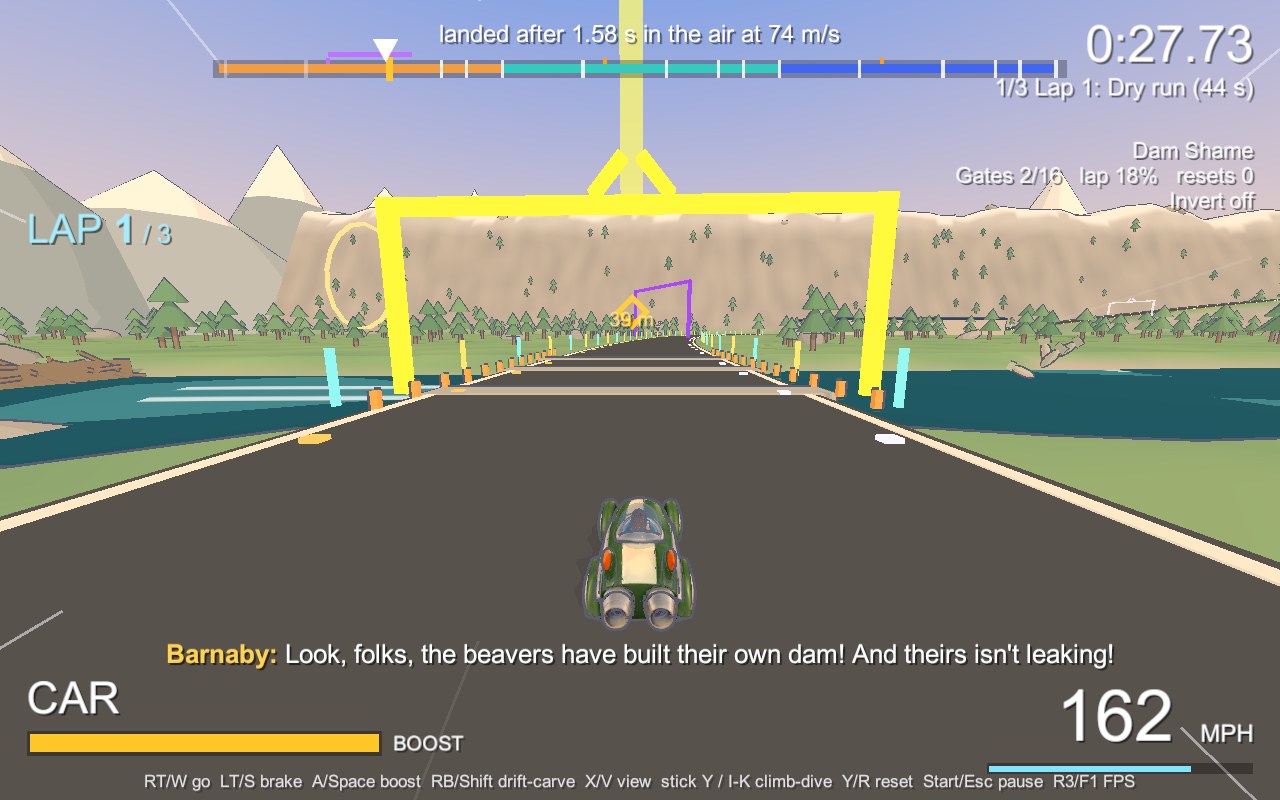 landed after 1.58 s in the air at 74 m/s
0:27.73
1/3 Lap 1: Dry run (44 s)
Dam Shame
Gates 2/16 lap 18% resets 0
Invert off
LAP 1 / 3
39 m
Barnaby: Look, folks, the beavers have built their own dam! And theirs isn't leaking!
CAR
BOOST
162 MPH
RT/W go LT/S brake A/Space boost RB/Shift drift-carve X/V view stick Y / I-K climb-dive Y/R reset Start/Esc pause R3/F1 FPS